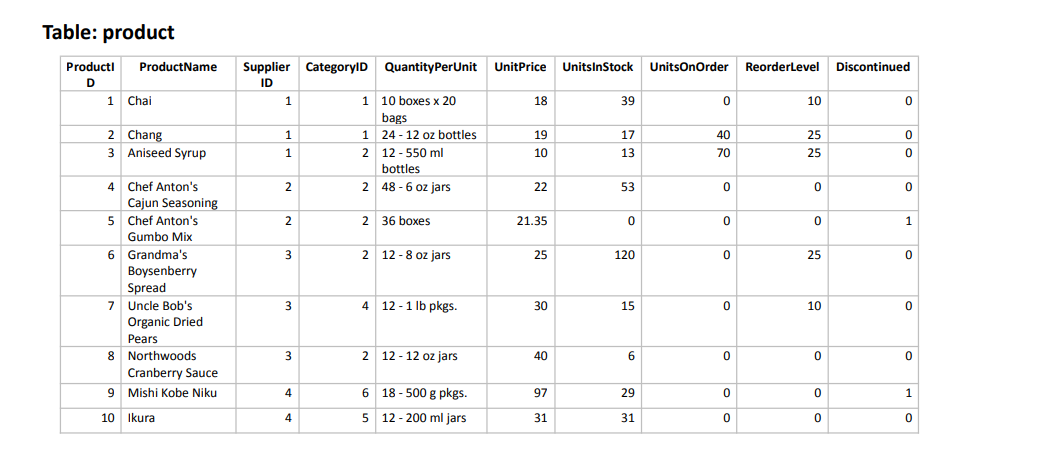 Table: product
ProductI D ProductName Supplier ID CategoryID QuantityPerUnit UnitPrice UnitsInStock UnitsOnOrder ReorderLevel Discontinued
1 Chai 1 1 10 boxes x 20 bags 18 39 0 10 0
2 Chang 1 1 24 - 12 oz bottles 19 17 40 25 0
3 Aniseed Syrup 1 2 12 - 550 ml bottles 10 13 70 25 0
4 Chef Anton's Cajun Seasoning 2 2 48 - 6 oz jars 22 53 0 0 0
5 Chef Anton's Gumbo Mix 2 2 36 boxes 21.35 0 0 0 1
6 Grandma's Boysenberry Spread 3 2 12 - 8 oz jars 25 120 0 25 0
7 Uncle Bob's Organic Dried Pears 3 4 12 - 1 lb pkgs. 30 15 0 10 0
8 Northwoods Cranberry Sauce 3 2 12 - 12 oz jars 40 6 0 0 0
9 Mishi Kobe Niku 4 6 18 - 500 g pkgs. 97 29 0 0 1
10 Ikura 4 5 12 - 200 ml jars 31 31 0 0 0